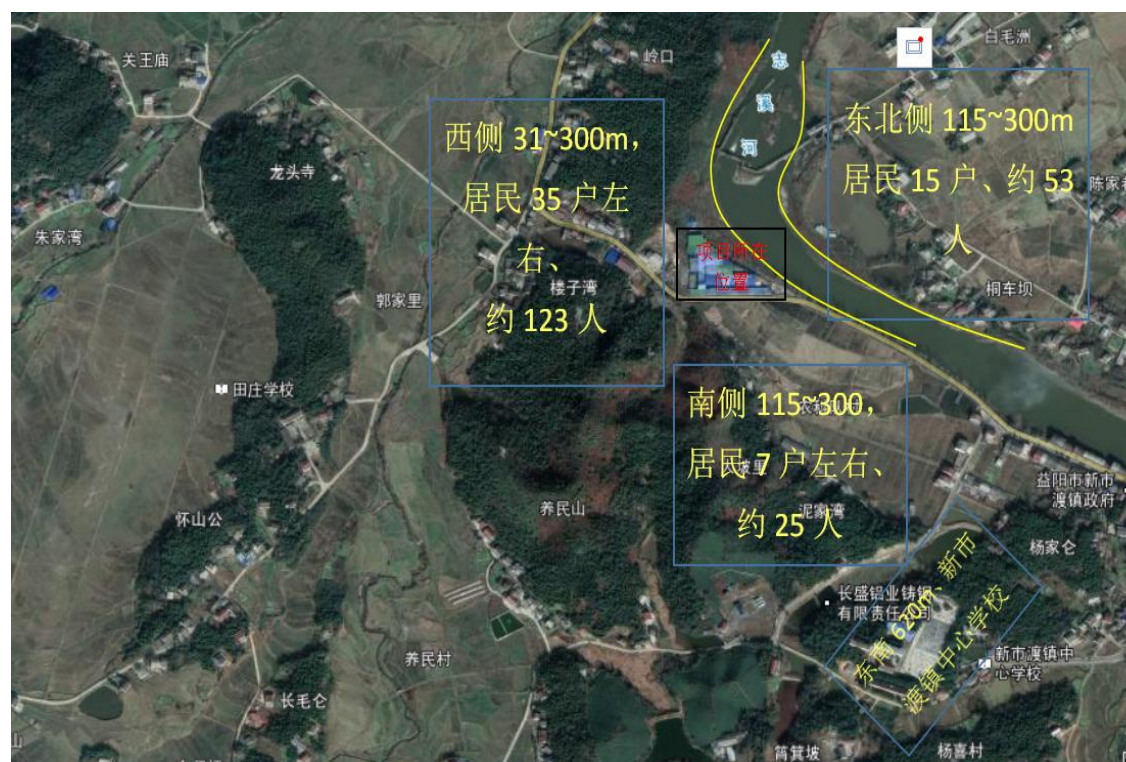 关王庙
岭口
志
溪
河
白毛洲
西侧 31~300m，
居民 35 户左
右、
约 123 人
东北侧 115~300m
居民 15 户、约 53
人
龙头寺
陈家老
朱家湾
项目所在
位置
楼子湾
郭家里
桐车坝
田庄学校
南侧 115~300，
居民 7 户左右、
约 25 人
坡里
泥家湾
益阳市新市
渡镇政府
怀山公
养民山
杨家仑
长盛铝业铸钢
有限责任公司
东南 620m、新市
渡镇中心学校
新市渡镇中
心学校
养民村
长毛仑
山
筲箕坡
杨喜村